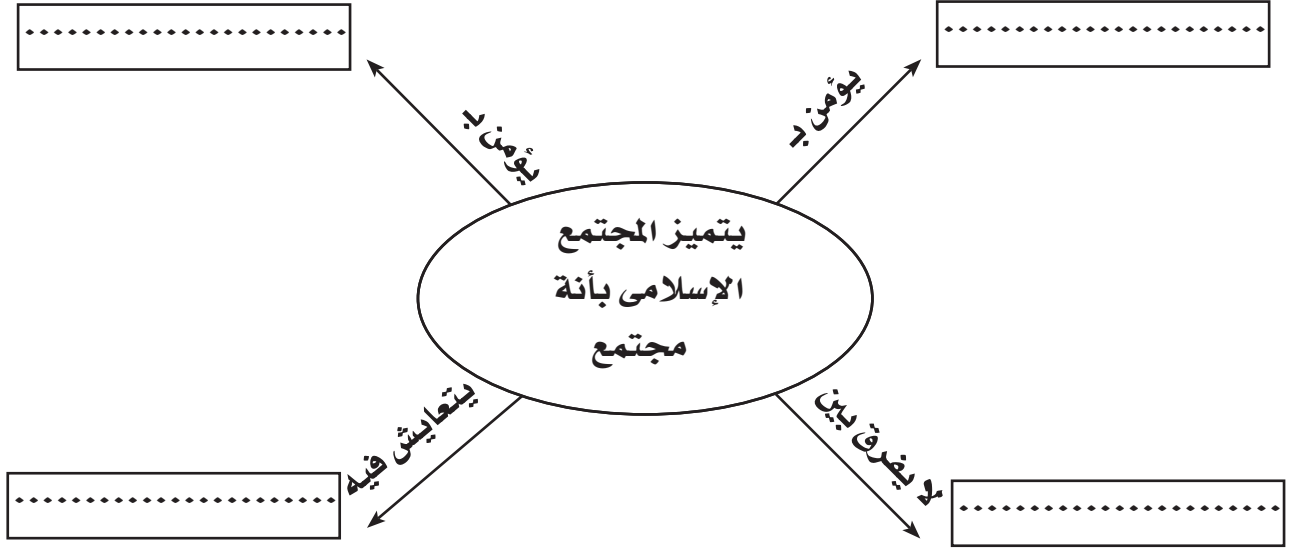 يؤمن بـ
يؤمن بـ
يتميز المجتمع
الإسلامى بأنة
مجتمع
لا يفرق بين
يتعايش فيه